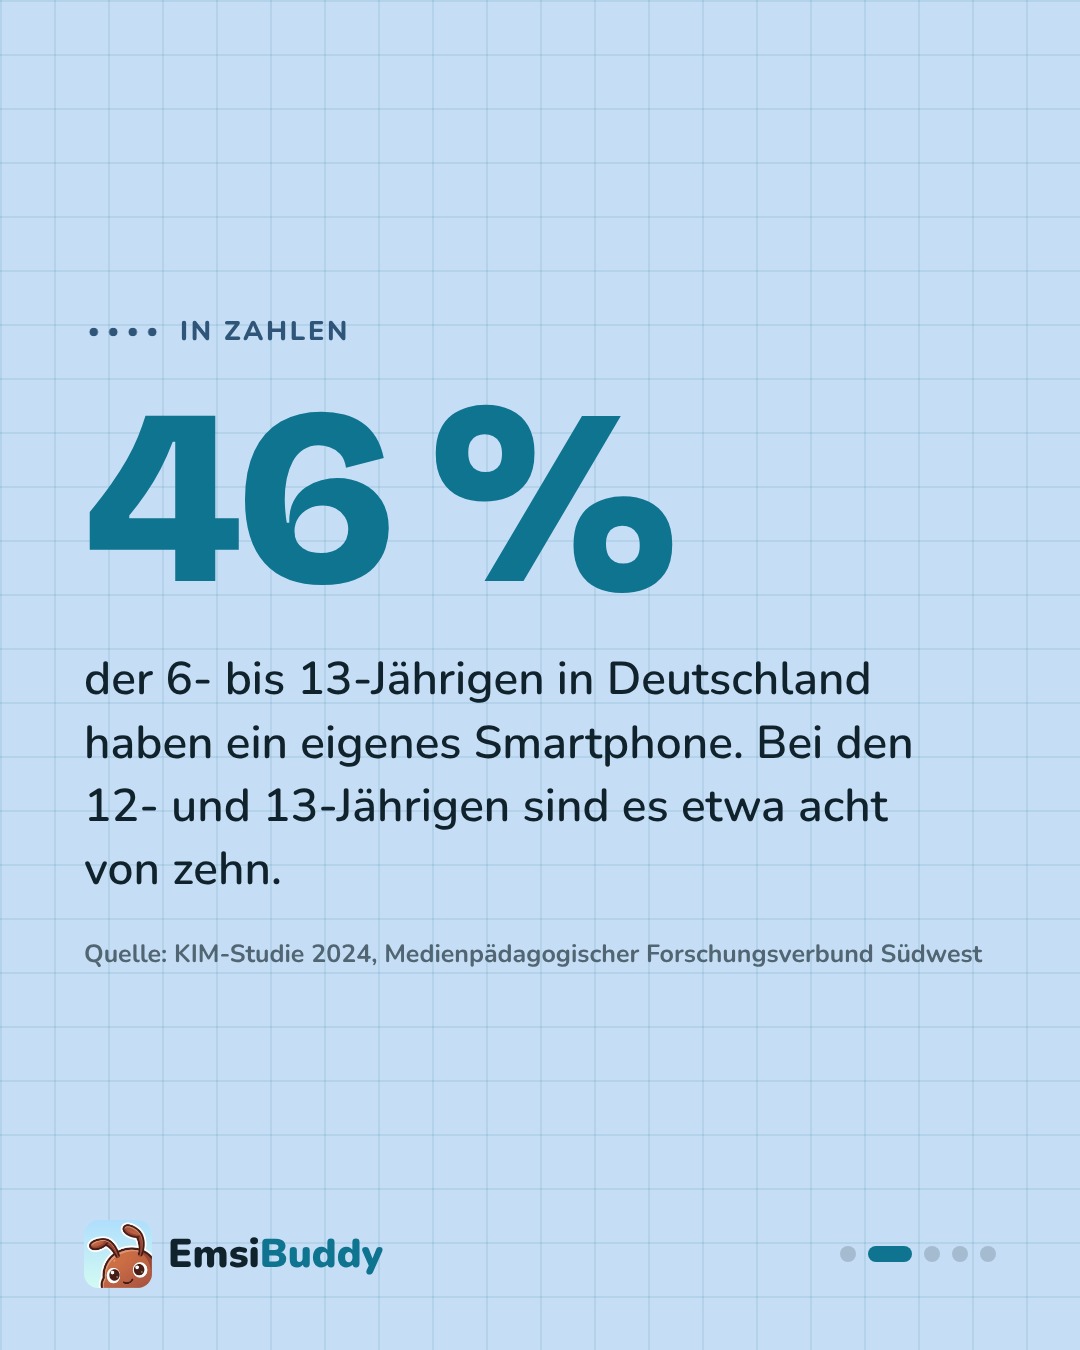 IN ZAHLEN
46 %
der 6- bis 13-Jährigen in Deutschland
haben ein eigenes Smartphone. Bei den
12- und 13-Jährigen sind es etwa acht
von zehn.
Quelle: KIM-Studie 2024, Medienpädagogischer Forschungsverbund Südwest
EmsiBuddy